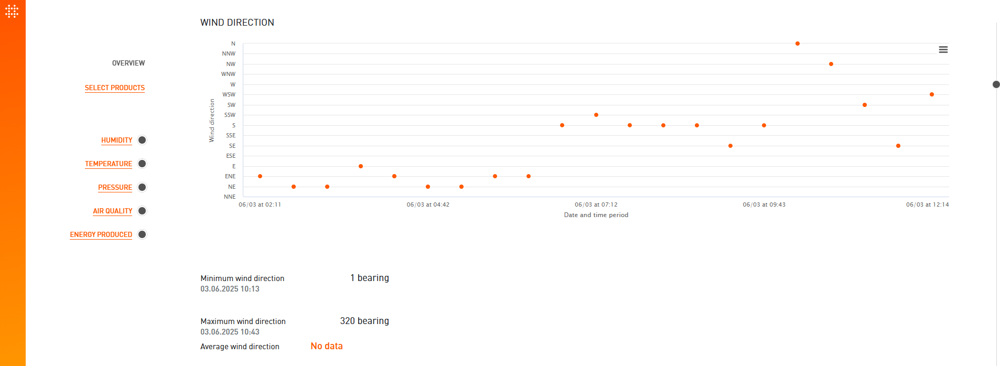 WIND DIRECTION
OVERVIEW
SELECT PRODUCTS
HUMIDITY
TEMPERATURE
PRESSURE
AIR QUALITY
ENERGY PRODUCED
Wind direction
N
NNW
NW
WNW
W
WSW
SW
SSW
S
SSE
SE
ESE
E
ENE
NE
NNE
06/03 at 02:11 06/03 at 04:42 06/03 at 07:12 06/03 at 09:43 06/03 at 12:14
Date and time period
Minimum wind direction 1 bearing
03.06.2025 10:13
Maximum wind direction 320 bearing
03.06.2025 10:43
Average wind direction No data